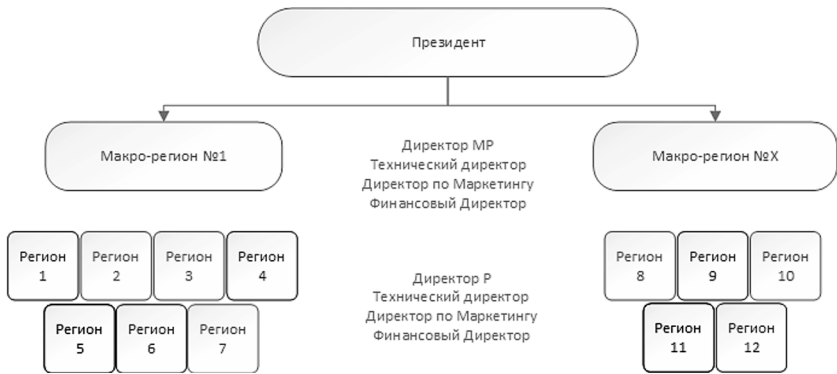 Президент
Макро-регион №1
Директор МР
Технический директор
Директор по Маркетингу
Финансовый Директор
Макро-регион №X
Регион
1
Регион
2
Регион
3
Регион
4
Регион
5
Регион
6
Регион
7
Директор Р
Технический директор
Директор по Маркетингу
Финансовый Директор
Регион
8
Регион
9
Регион
10
Регион
11
Регион
12